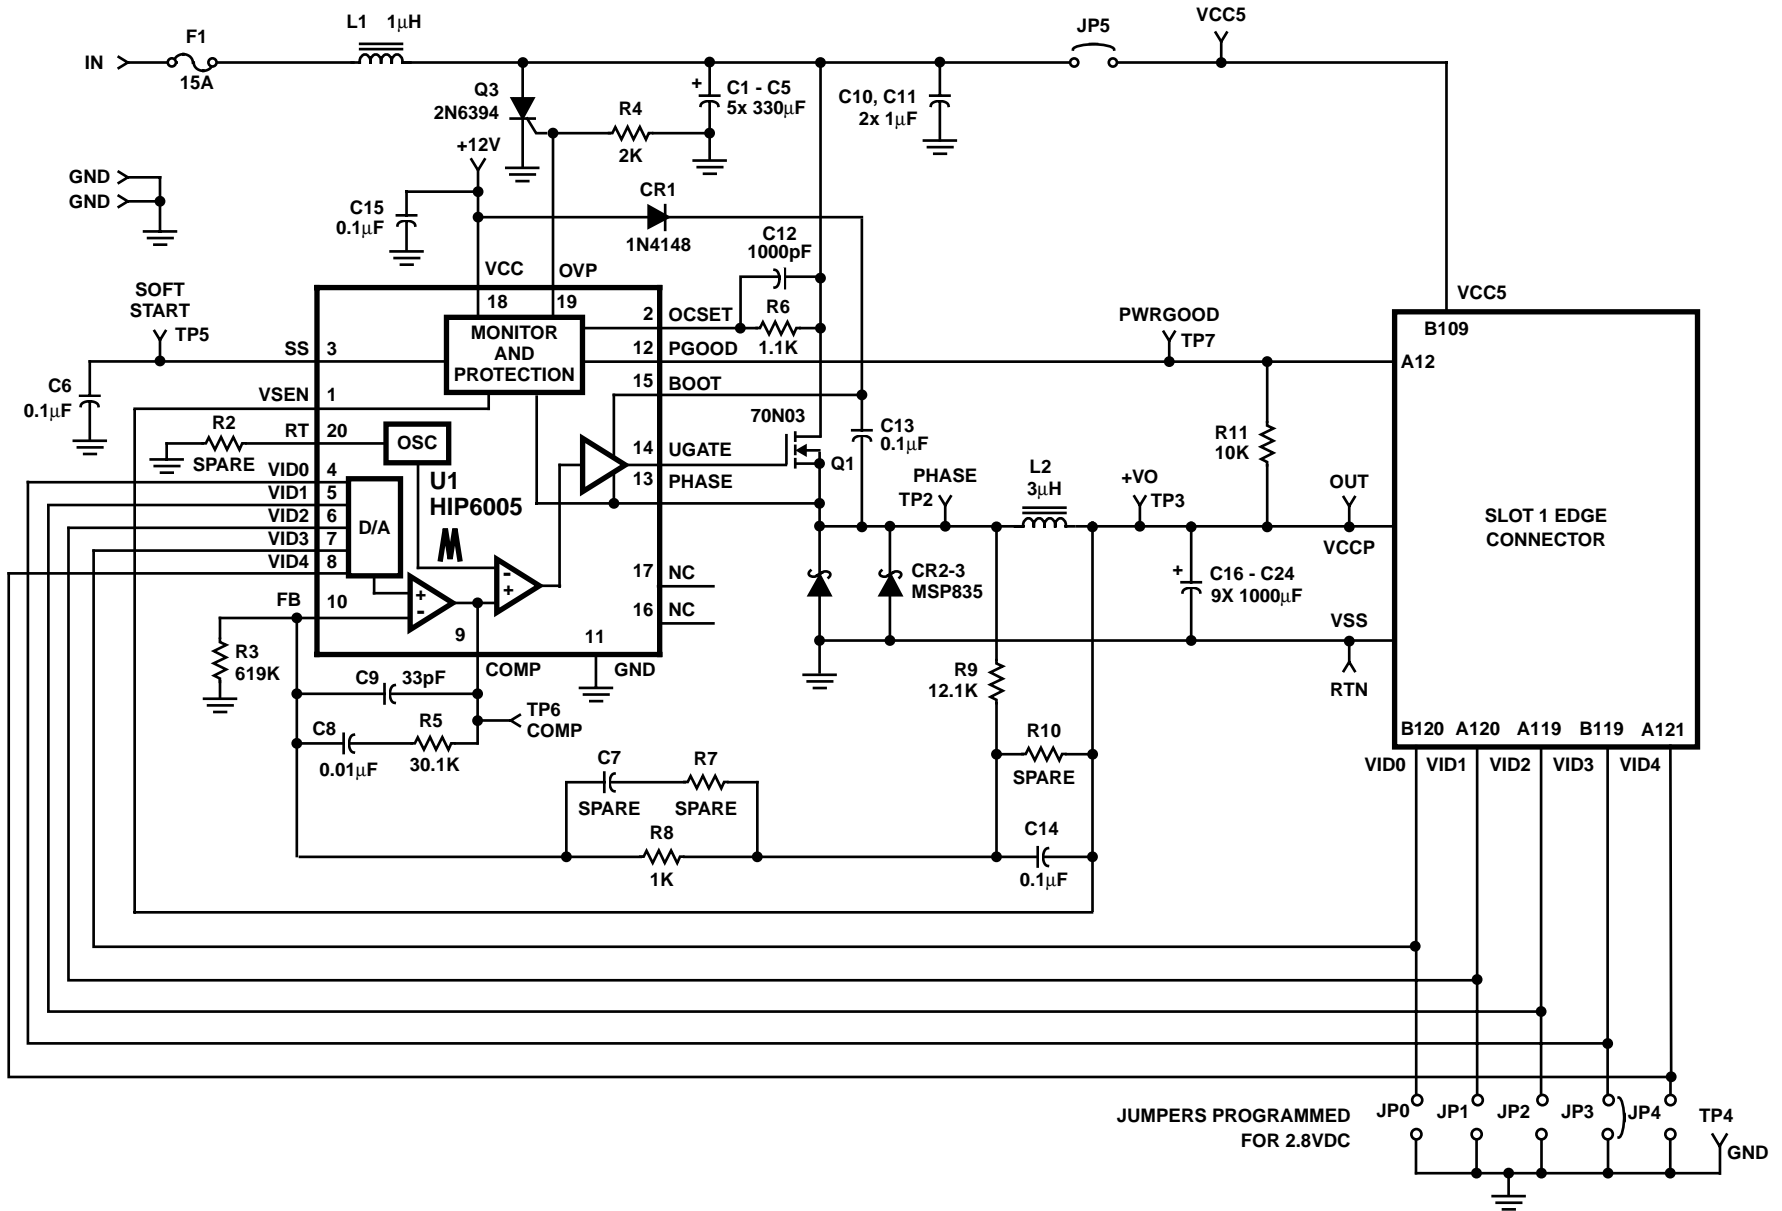 L1 1µH
JP5
VCC5
F1
IN
15A
Q3
2N6394
C1 - C5
5x 330µF
R4
2K
C10, C11
2x 1µF
+12V
GND
GND
CR1
1N4148
C15
0.1µF
C12
1000pF
VCC
OVP
18
19
SOFT
START
TP5
2
OCSET
R6
1.1K
PWRGOOD
TP7
VCC5
B109
MONITOR
AND
PROTECTION
SS
3
12
PGOOD
A12
C6
0.1µF
15
BOOT
VSEN
1
70N03
R2
SPARE
RT
20
OSC
14
UGATE
Q1
C13
0.1µF
R11
10K
VID0
4
U1
HIP6005
13
PHASE
PHASE
TP2
L2
3µH
+VO
TP3
OUT
VID1
5
VID2
6
VID3
7
VID4
8
D/A
VCCP
SLOT 1 EDGE
CONNECTOR
+
-
-
+
17
NC
16
NC
CR2-3
MSP835
C16 - C24
9X 1000µF
FB
10
9
11
COMP
GND
VSS
RTN
R3
619K
C9
33pF
R9
12.1K
TP6
COMP
C8
0.01µF
R5
30.1K
R10
SPARE
C7
SPARE
R7
SPARE
R8
1K
C14
0.1µF
B120 A120 A119 B119 A121
VID0 VID1 VID2 VID3 VID4
JUMPERS PROGRAMMED
FOR 2.8VDC
JP0 JP1 JP2 JP3 JP4
TP4
GND